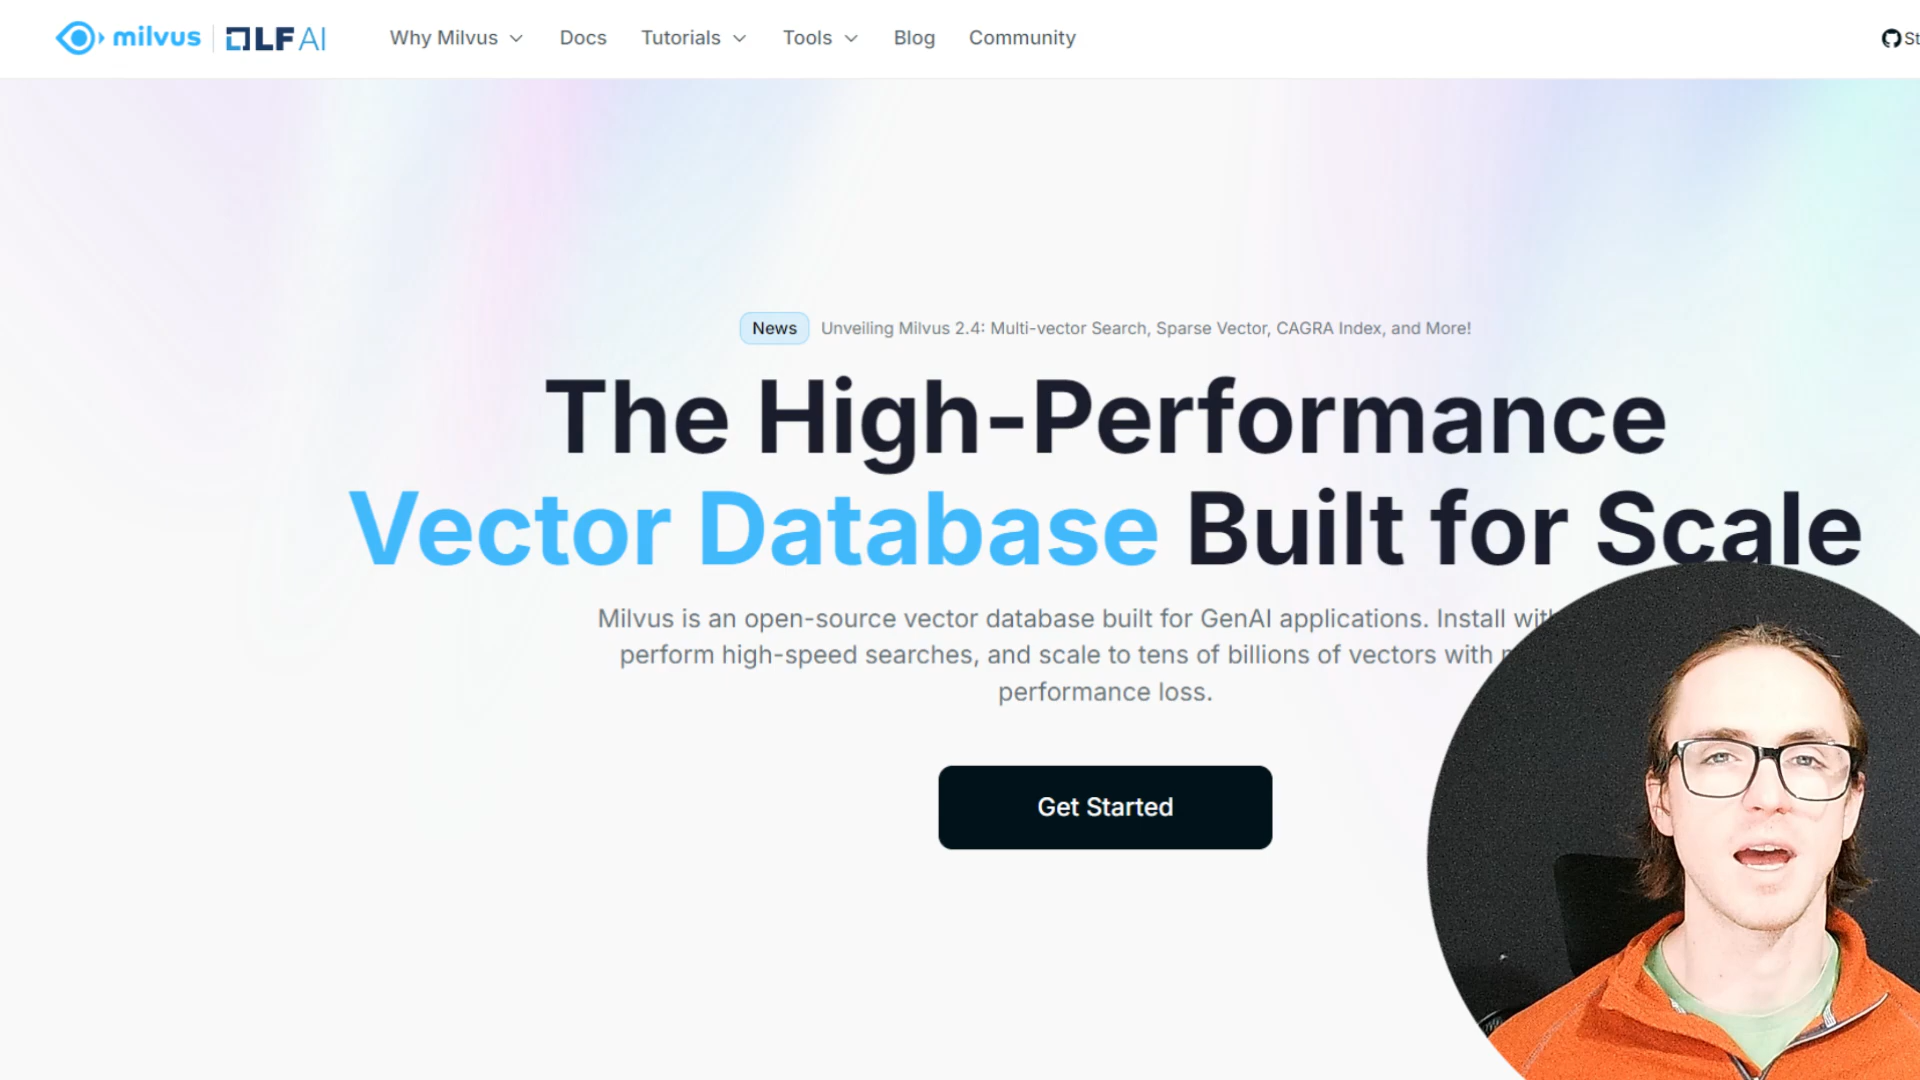 milvus LF AI Why Milvus Docs Tutorials Tools Blog Community
News Unveiling Milvus 2.4: Multi-vector Search, Sparse Vector, CAGRA Index, and More!
The High-Performance
Vector Database Built for Scale
Milvus is an open-source vector database built for GenAI applications. Install
perform high-speed searches, and scale to tens of billions of vectors with
performance loss.
Get Started